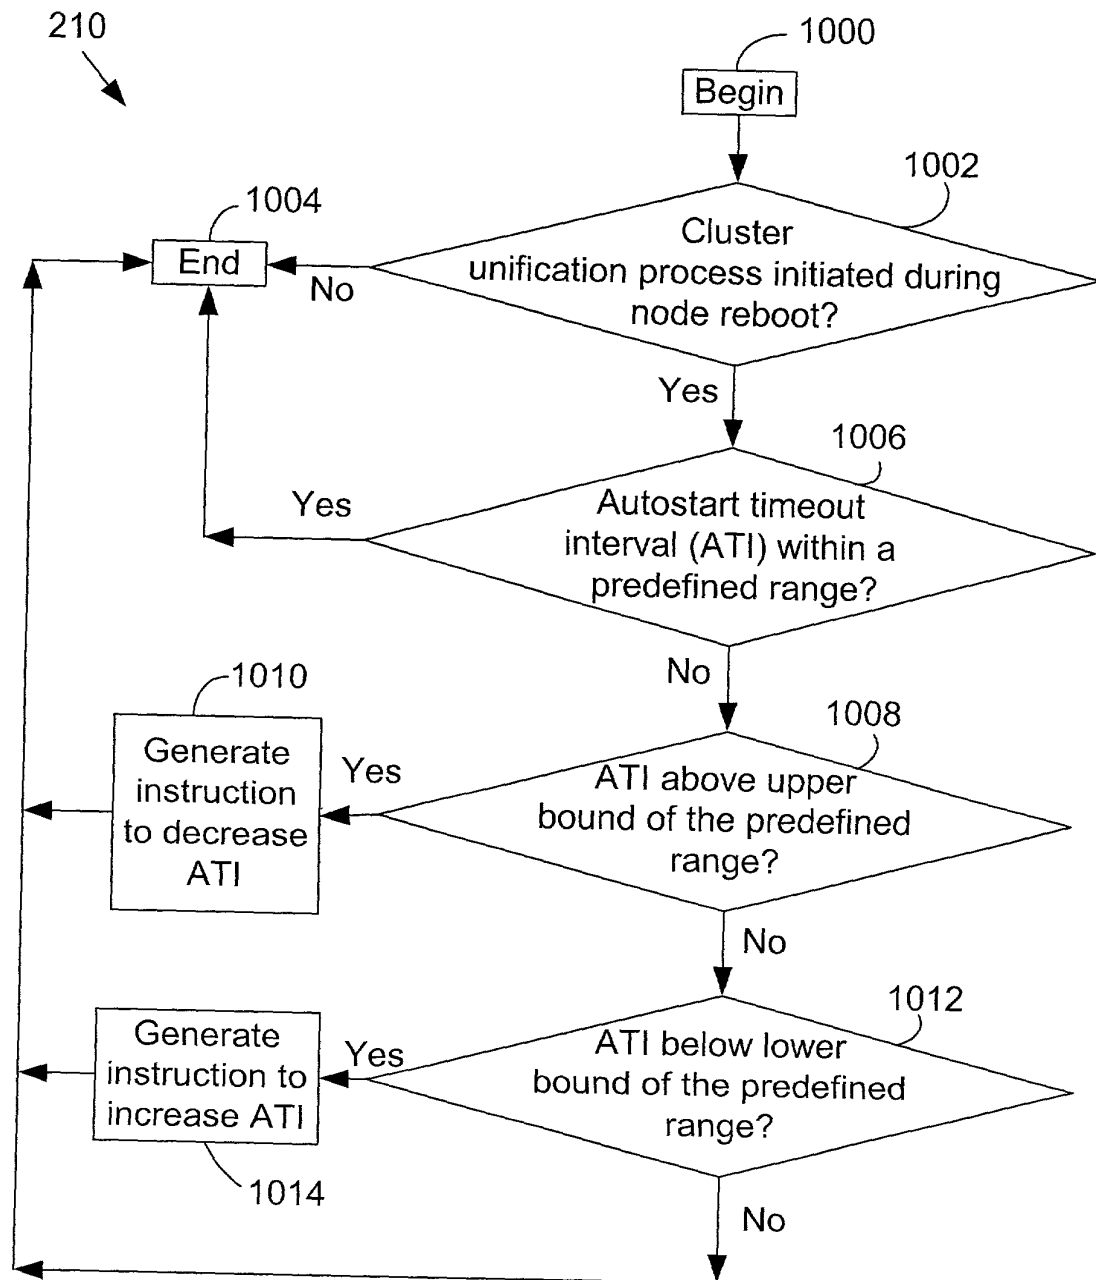 210
1000
Begin
1002
1004
Cluster
unification process initiated during
node reboot?
End
No
Yes
1006
Autostart timeout
interval (ATI) within a
predefined range?
Yes
No
1008
1010
ATI above upper
bound of the predefined
range?
Yes
Generate
instruction
to decrease
ATI
No
1012
ATI below lower
bound of the predefined
range?
Yes
Generate
instruction to
increase ATI
1014
No